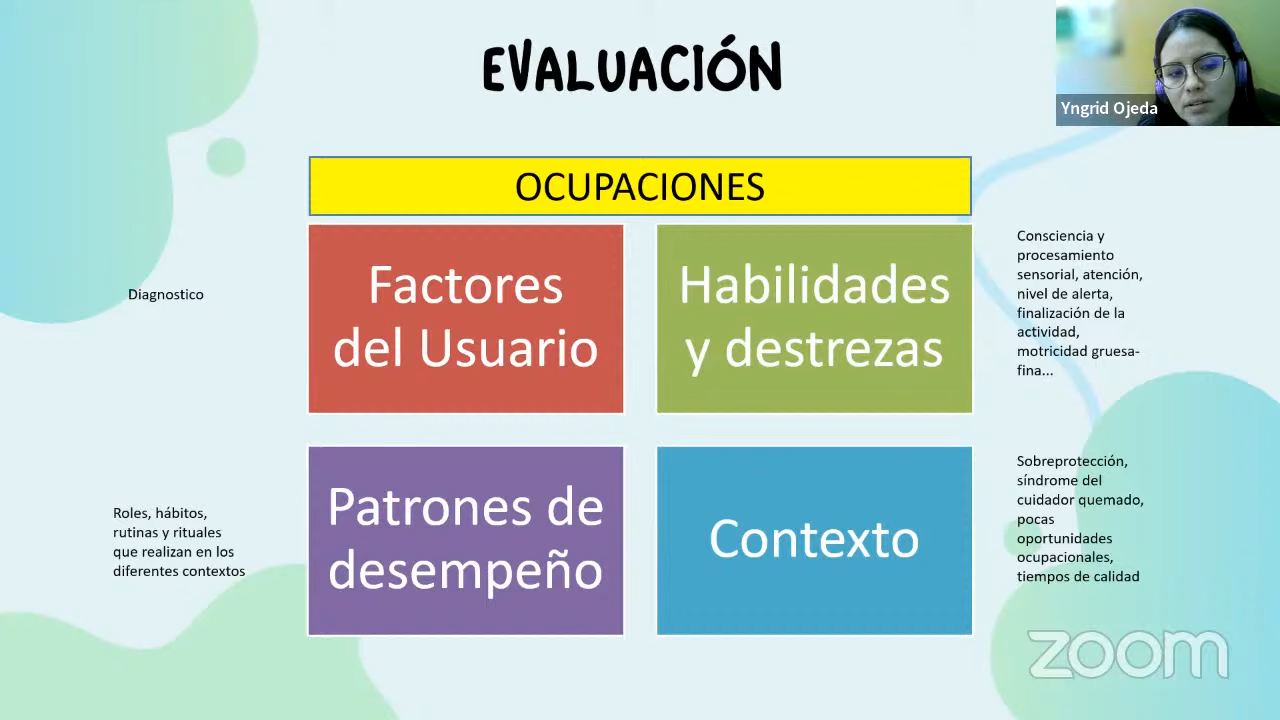 EVALUACIÓN
Yngrid Ojeda
OCUPACIONES
Diagnostico
Factores
del Usuario
Habilidades
y destrezas
Consciencia y
procesamiento
sensorial, atención,
nivel de alerta,
finalización de la
actividad,
motricidad gruesa-
fina...
Roles, hábitos,
rutinas y rituales
que realizan en los
diferentes contextos
Patrones de
desempeño
Contexto
Sobreprotección,
síndrome del
cuidador quemado,
pocas
oportunidades
ocupacionales,
tiempos de calidad
zoom